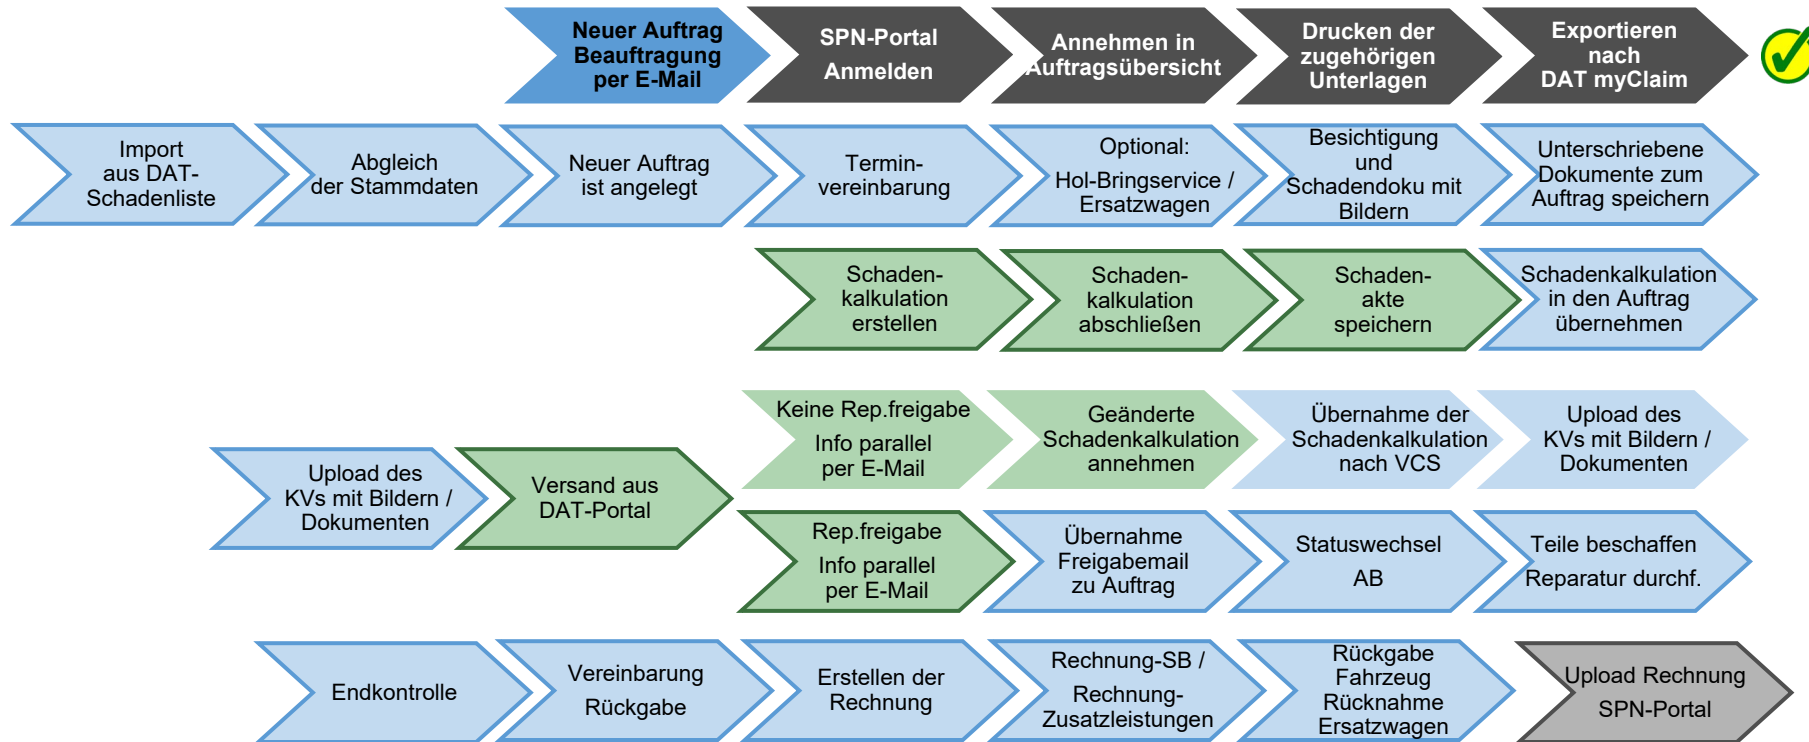 Neuer Auftrag
Beauftragung
per E-Mail
SPN-Portal
Anmelden
Annehmen in
Auftragsübersicht
Drucken der
zugehörigen
Unterlagen
Exportieren
nach
DAT myClaim
Import
aus DAT-
Schadenliste
Abgleich
der Stammdaten
Neuer Auftrag
ist angelegt
Termin-
vereinbarung
Optional:
Hol-Bringservice /
Ersatzwagen
Besichtigung
und
Schadendoku mit
Bildern
Unterschriebene
Dokumente zum
Auftrag speichern
Schaden-
kalkulation
erstellen
Schaden-
kalkulation
abschließen
Schaden-
akte
speichern
Schadenkalkulation
in den Auftrag
übernehmen
Upload des
KVs mit Bildern /
Dokumenten
Versand aus
DAT-Portal
Keine Rep.freigabe
Info parallel
per E-Mail
Geänderte
Schadenkalkulation
annehmen
Übernahme der
Schadenkalkulation
nach VCS
Upload des
KVs mit Bildern /
Dokumenten
Rep.freigabe
Info parallel
per E-Mail
Übernahme
Freigabemail
zu Auftrag
Statuswechsel
AB
Teile beschaffen
Reparatur durchf.
Endkontrolle
Vereinbarung
Rückgabe
Erstellen der
Rechnung
Rechnung-SB /
Rechnung-
Zusatzleistungen
Rückgabe
Fahrzeug
Rücknahme
Ersatzwagen
Upload Rechnung
SPN-Portal